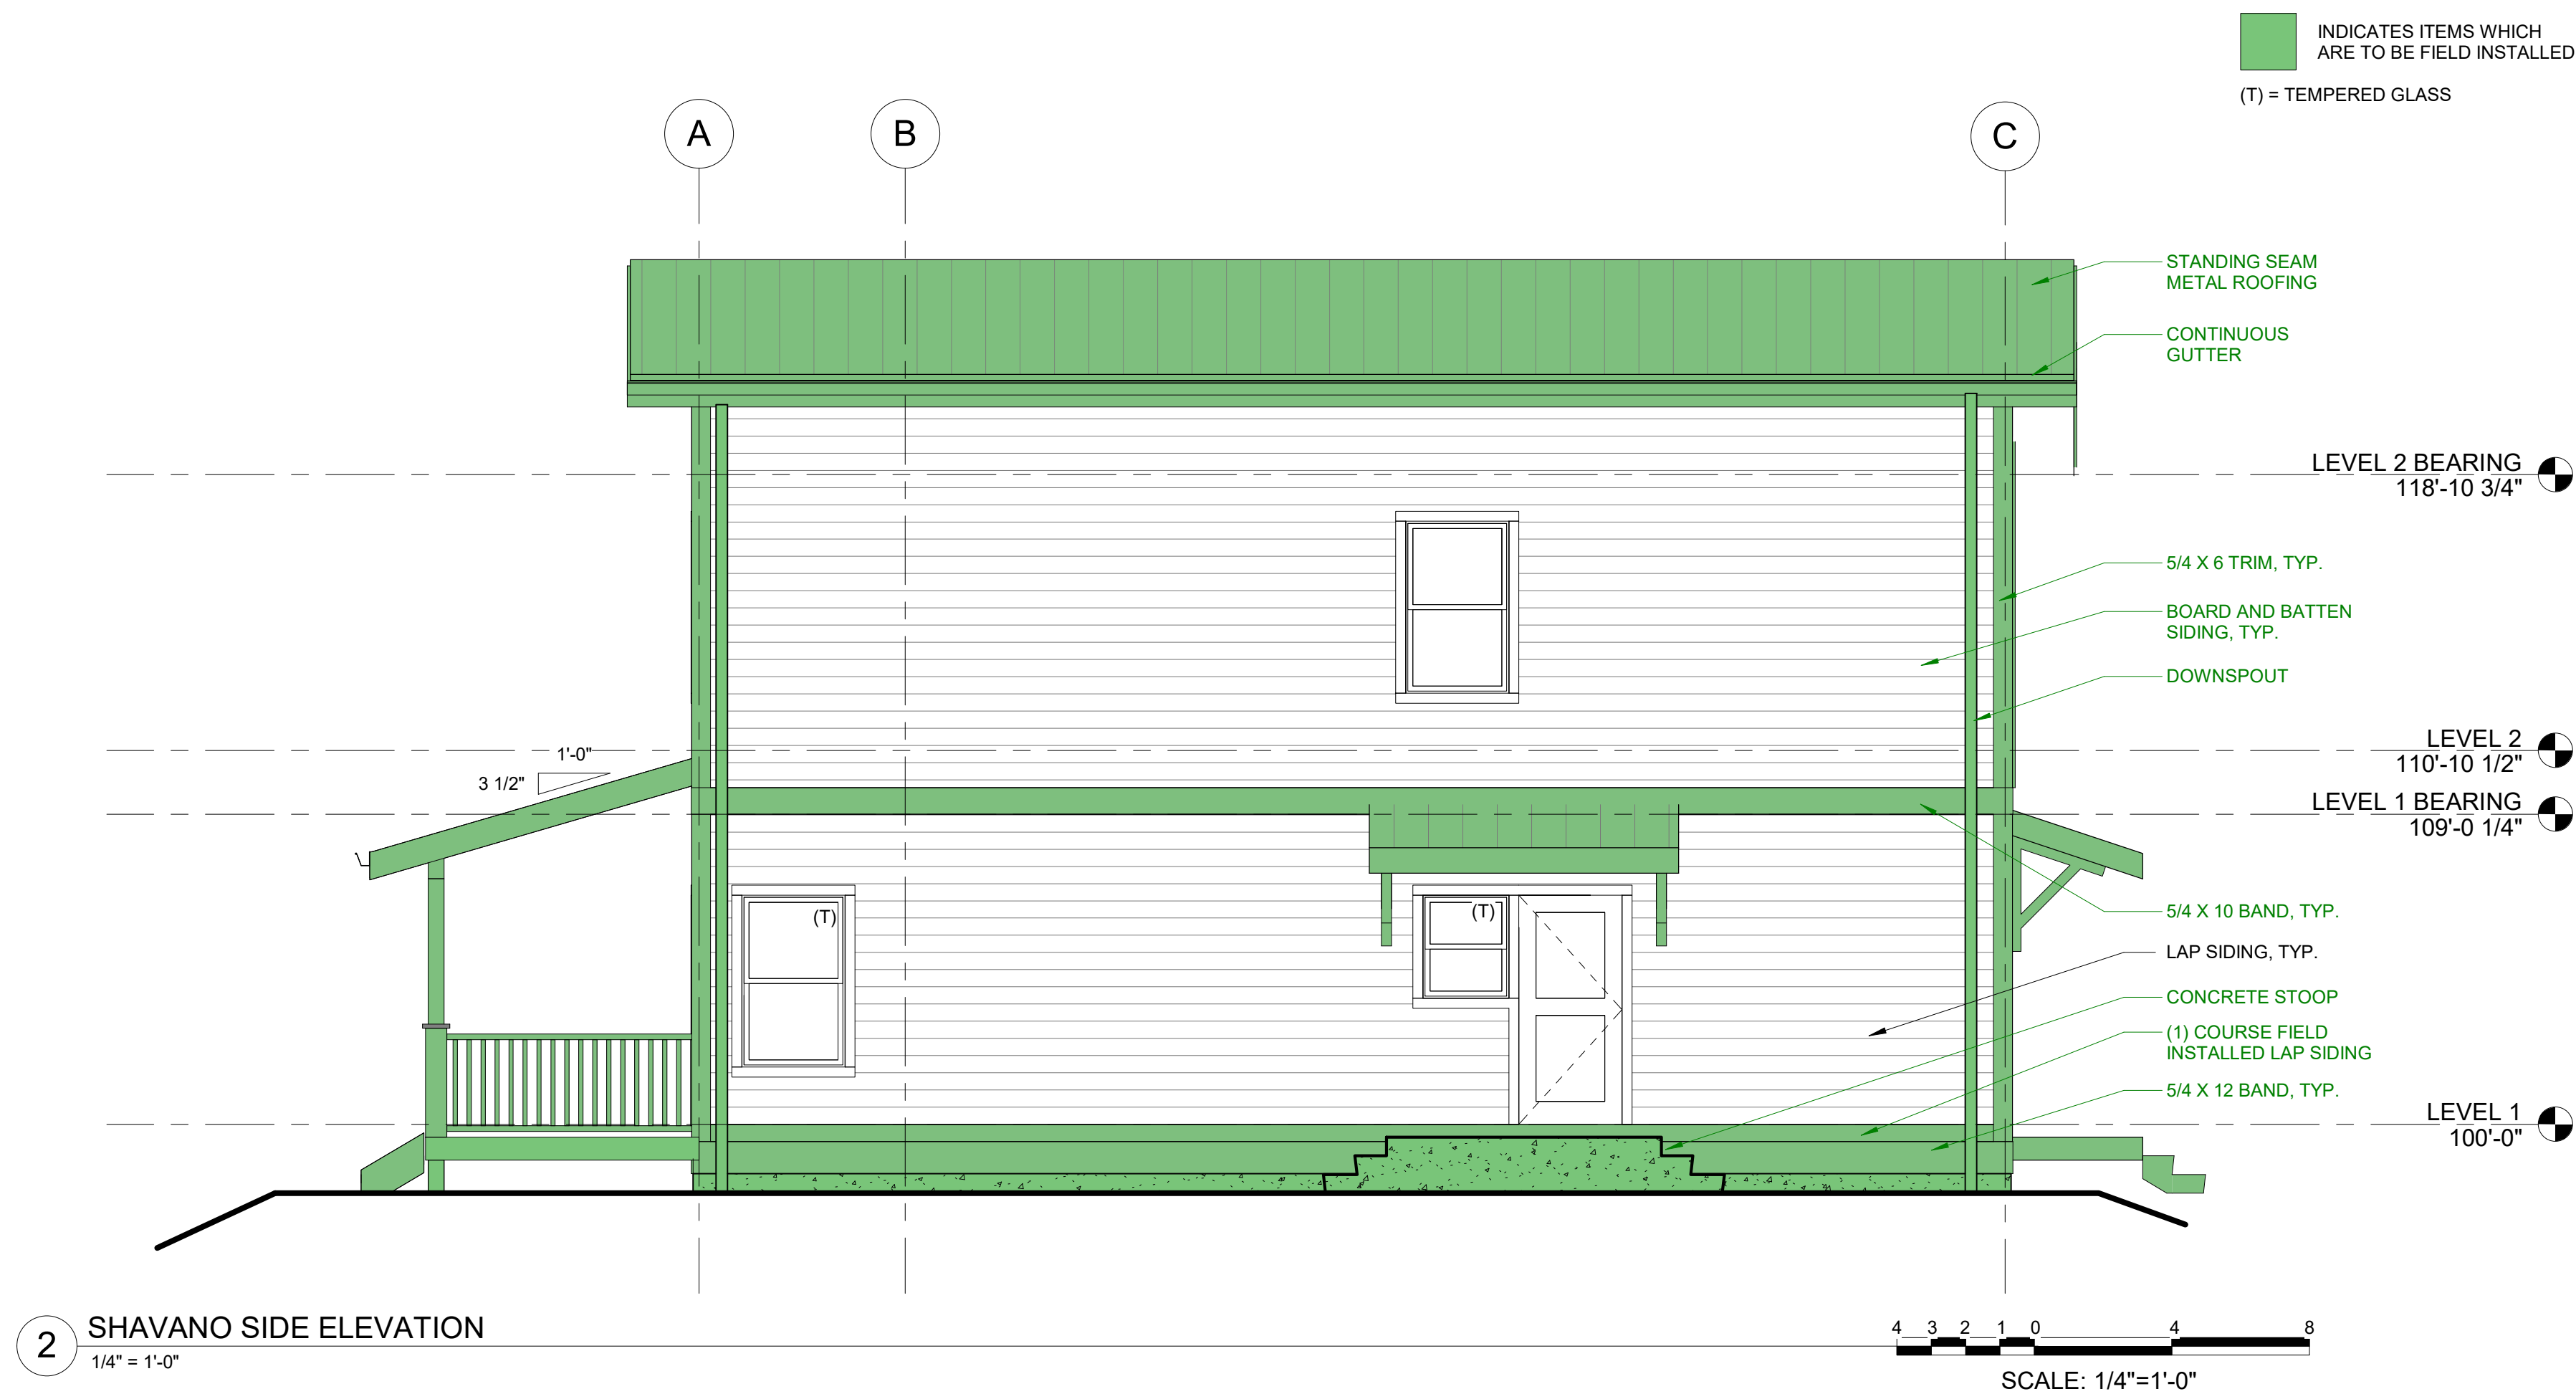 INDICATES ITEMS WHICH
ARE TO BE FIELD INSTALLED
(T) = TEMPERED GLASS
A
B
C
STANDING SEAM
METAL ROOFING
CONTINUOUS
GUTTER
LEVEL 2 BEARING
118'-10 3/4"
5/4 X 6 TRIM, TYP.
BOARD AND BATTEN
SIDING, TYP.
DOWNSPOUT
LEVEL 2
110'-10 1/2"
1'-0"
3 1/2"
LEVEL 1 BEARING
109'-0 1/4"
(T)
(T)
5/4 X 10 BAND, TYP.
LAP SIDING, TYP.
CONCRETE STOOP
(1) COURSE FIELD
INSTALLED LAP SIDING
5/4 X 12 BAND, TYP.
LEVEL 1
100'-0"
2
SHAVANO SIDE ELEVATION
1/4" = 1'-0"
4 3 2 1 0 4 8
SCALE: 1/4"=1'-0"